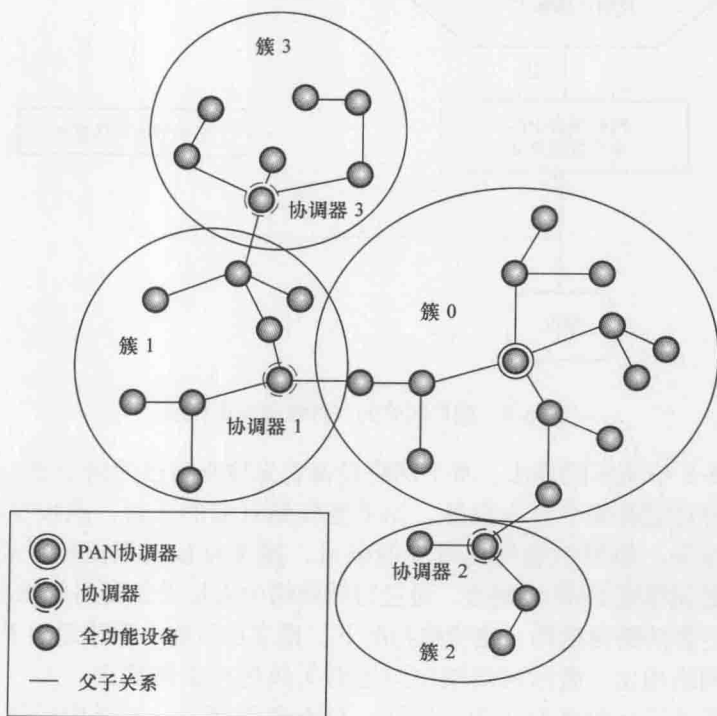 簇 3
协调器 3
簇 1
簇 0
协调器 1
协调器 2
簇 2
PAN协调器
协调器
全功能设备
父子关系